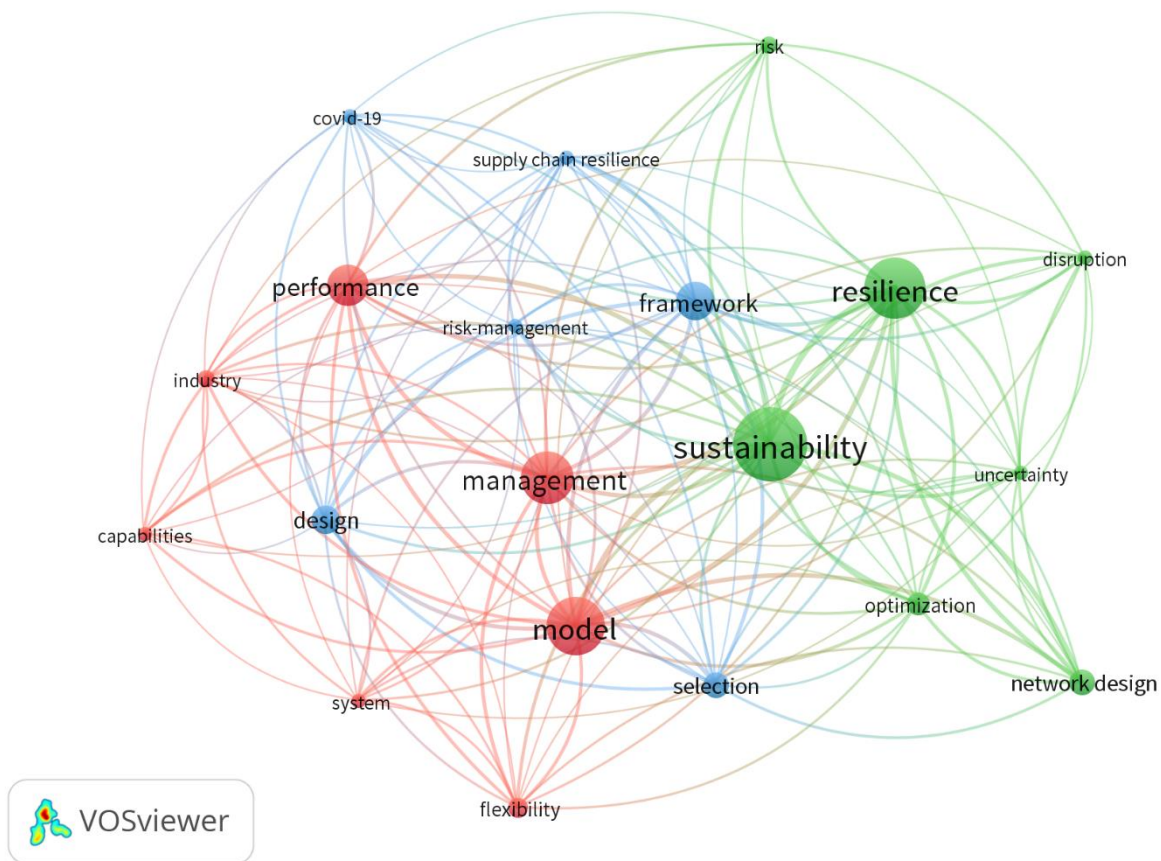 risk
covid-19
supply chain resilience
disruption
performance
framework
resilience
risk-management
industry
sustainability
management
uncertainty
design
capabilities
optimization
model
selection
network design
system
flexibility
VOSviewer